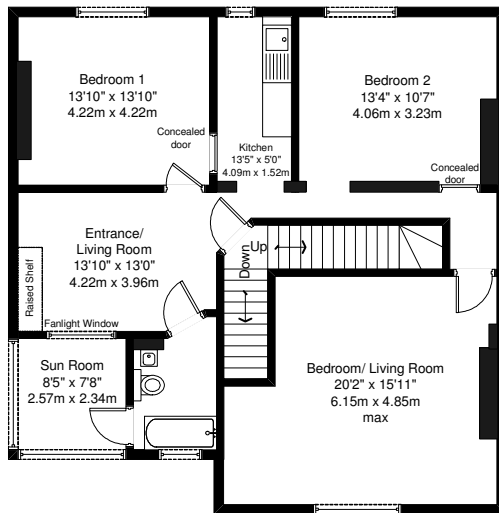 Bedroom 1
13'10" x 13'10"
4.22m x 4.22m
Concealed
door
Kitchen
13'5" x 5'0"
4.09m x 1.52m
Bedroom 2
13'4" x 10'7"
4.06m x 3.23m
Concealed
door
Entrance/
Living Room
13'10" x 13'0"
4.22m x 3.96m
Raised Shelf
Fanlight Window
Up
Down
Sun Room
8'5" x 7'8"
2.57m x 2.34m
Bedroom/ Living Room
20'2" x 15'11"
6.15m x 4.85m
max